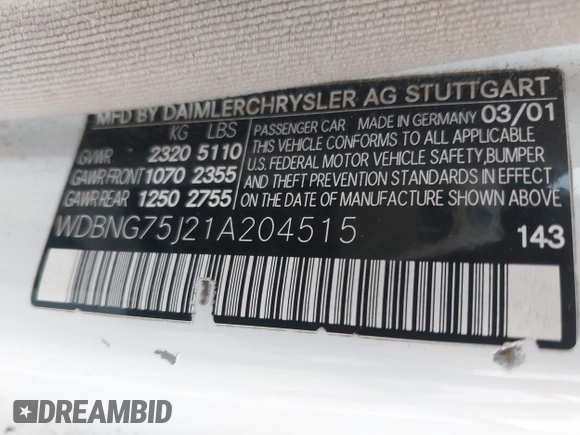 MFD BY DAIMLERCHRYSLER AG STUTTGART
KG LBS
GVWR 2320 5110
GAWR FRONT 1070 2355
GAWR REAR 1250 2755
PASSENGER CAR MADE IN GERMANY 03/01
THIS VEHICLE CONFORMS TO ALL APPLICABLE
U.S. FEDERAL MOTOR VEHICLE SAFETY, BUMPER
AND THEFT PREVENTION STANDARDS IN EFFECT
ON THE DATE OF MANUFACTURE SHOWN ABOVE
WDBNG75J21A204515
143
DREAMBID